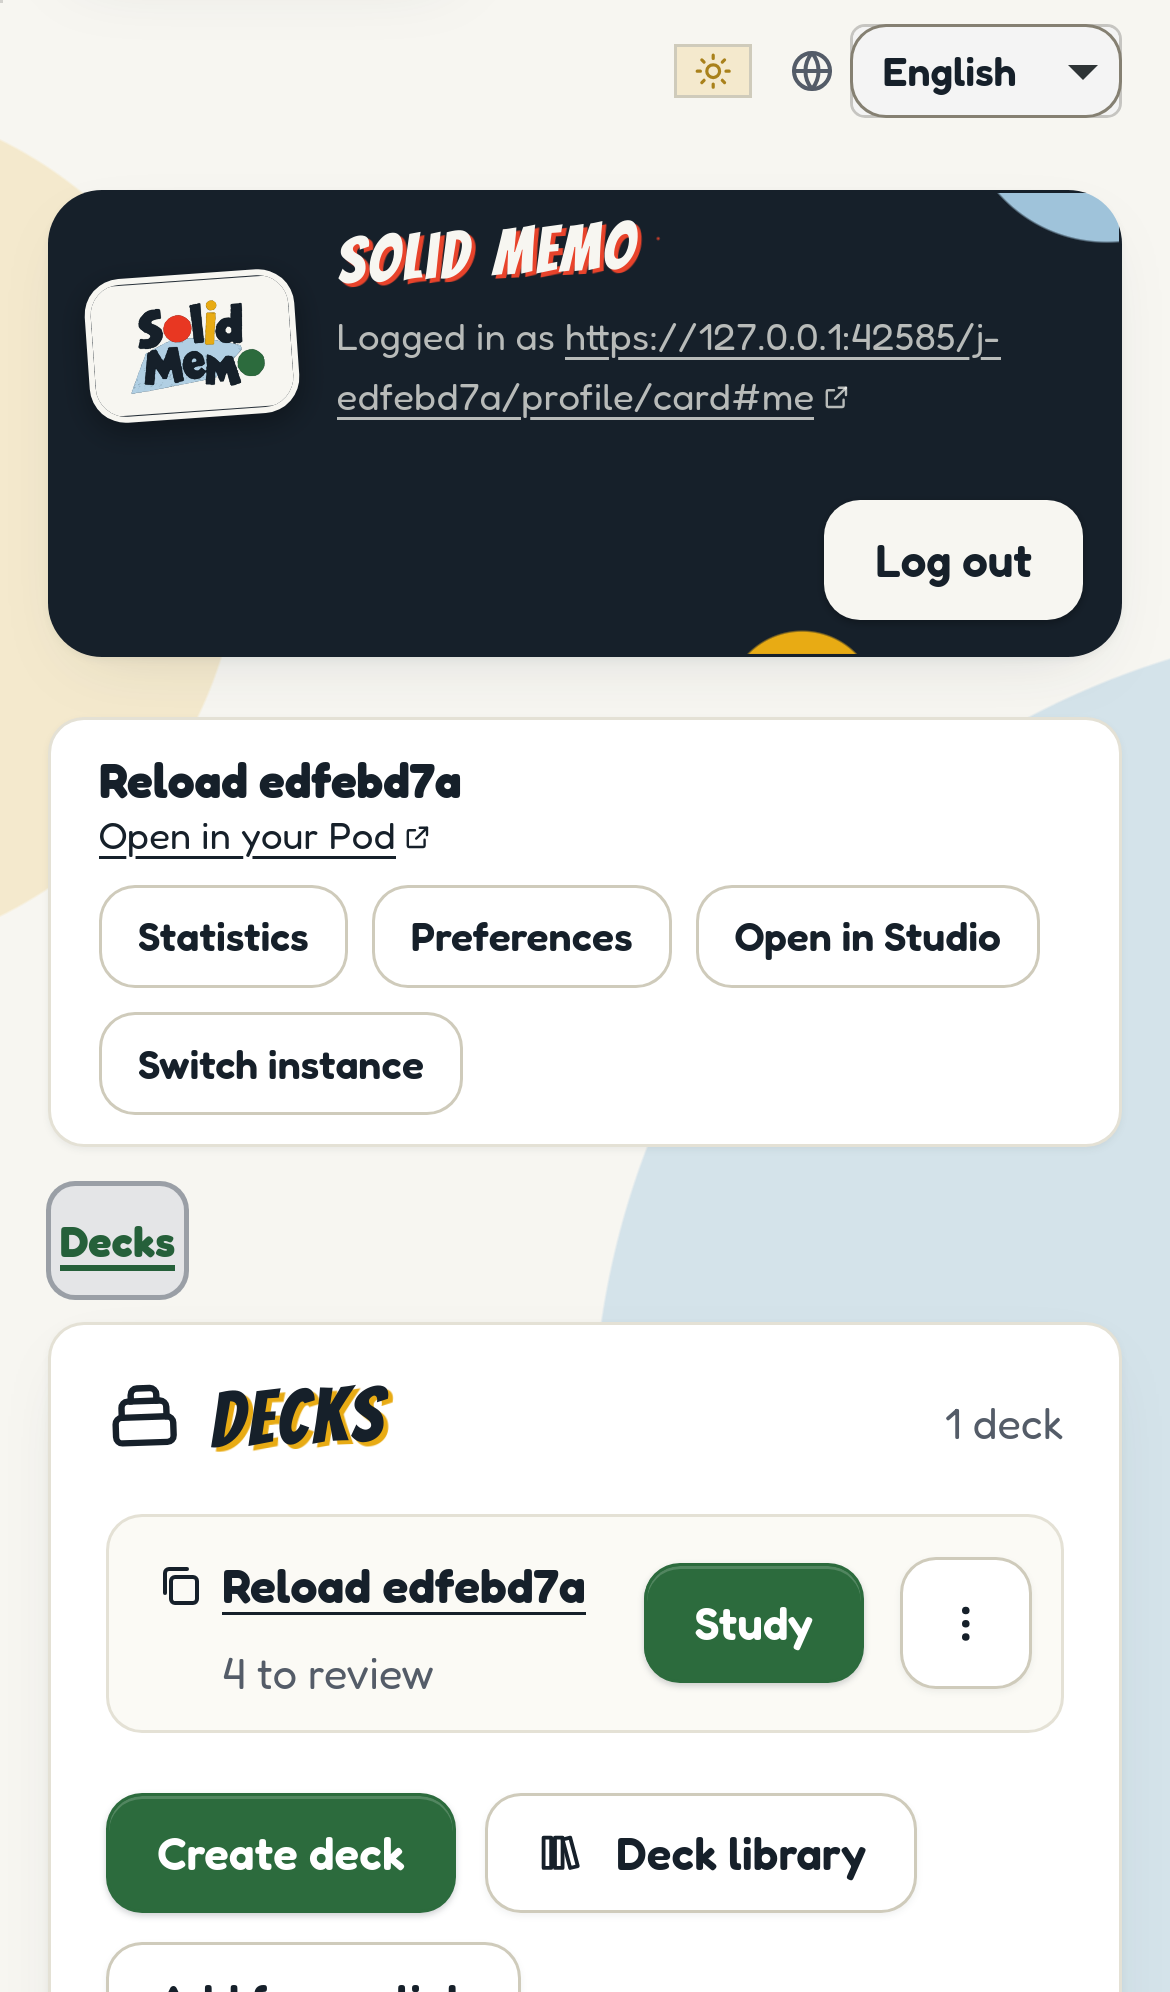 English
SOLID MEMO
Solid
Memo
Logged in as https://127.0.0.1:42585/j-
edfebd7a/profile/card#me
Log out
Reload edfebd7a
Open in your Pod
Statistics
Preferences
Open in Studio
Switch instance
Decks
DECKS
1 deck
Reload edfebd7a
4 to review
Study
Create deck
Deck library